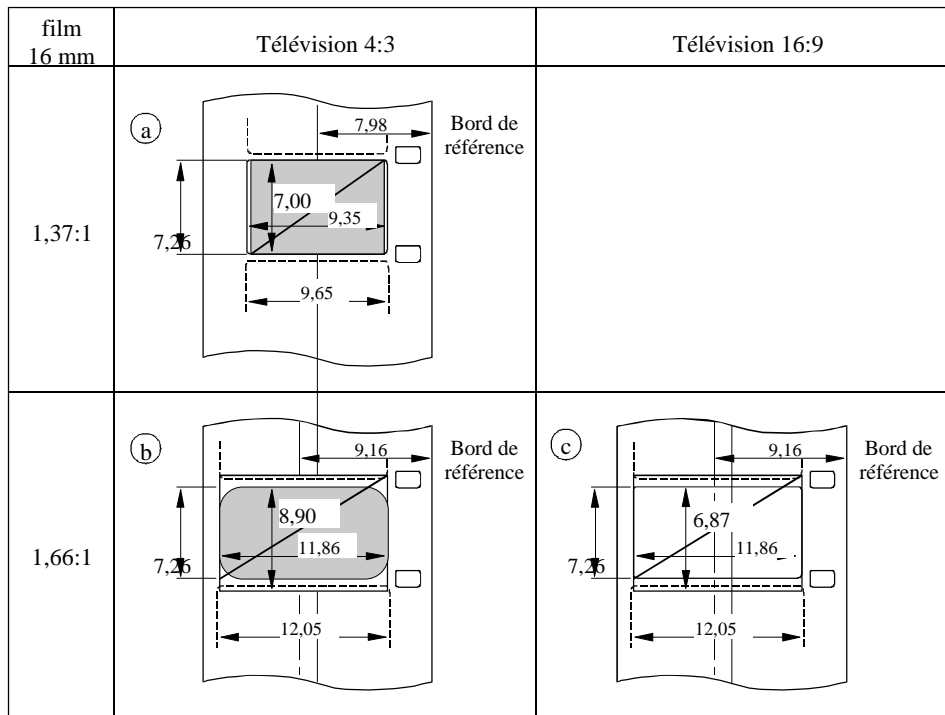 film
16 mm
Télévision 4:3
Télévision 16:9
1,37:1
a
7,98
Bord de
référence
7,00
9,35
7,26
9,65
1,66:1
b
9,16
Bord de
référence
8,90
11,86
7,26
12,05
c
9,16
Bord de
référence
6,87
11,86
7,26
12,05